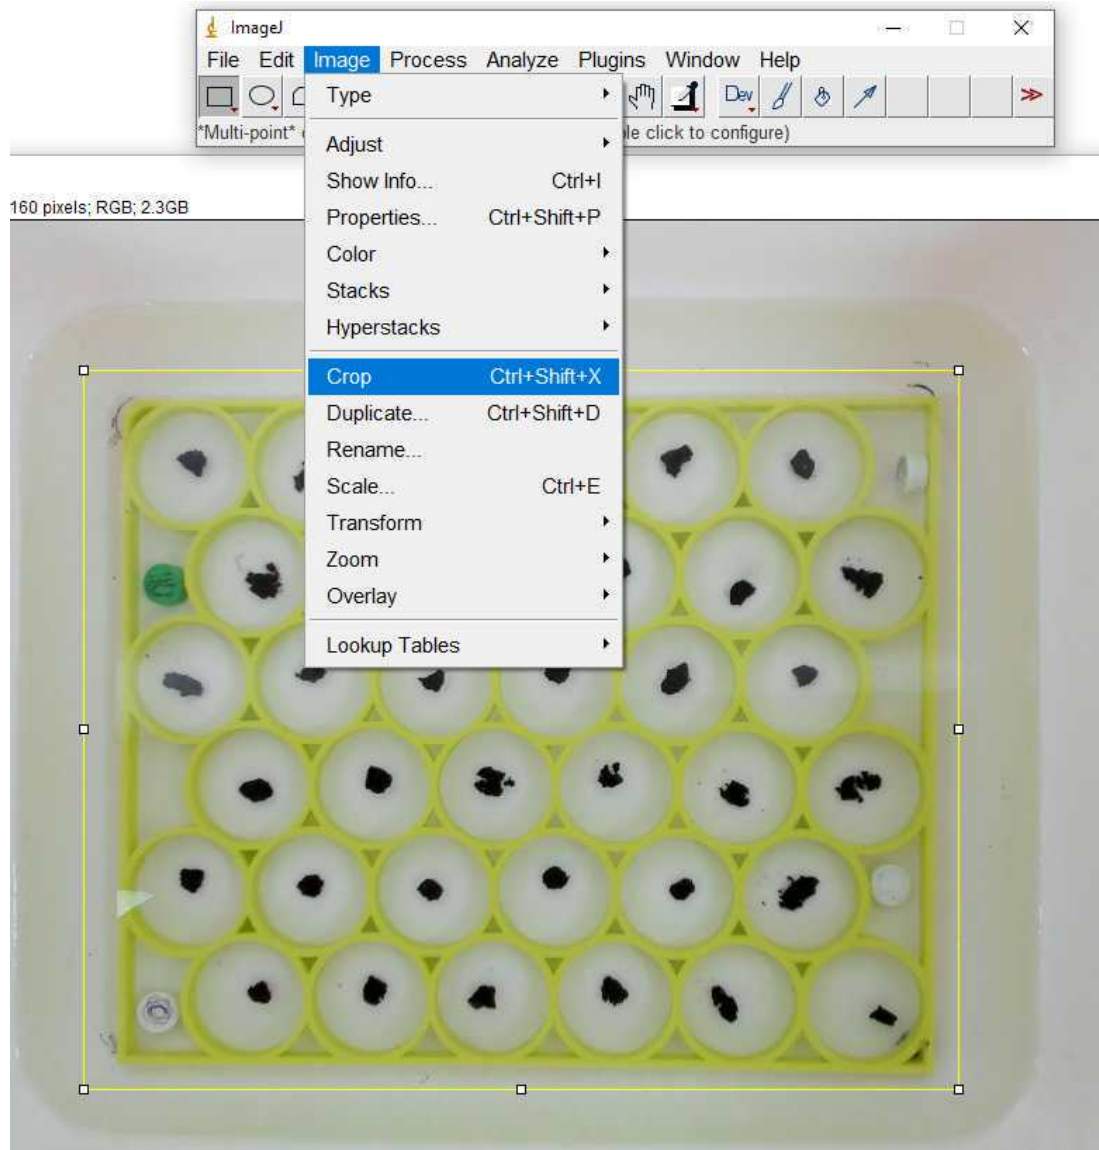 ImageJ
File Edit Image Process Analyze Plugins Window Help
Type
Dev
*Multi-point*
le click to configure)
Adjust
Show Info... Ctrl+I
160 pixels; RGB; 2.3GB
Properties... Ctrl+Shift+P
Color
Stacks
Hyperstacks
Crop Ctrl+Shift+X
Duplicate... Ctrl+Shift+D
Rename...
Scale... Ctrl+E
Transform
Zoom
Overlay
Lookup Tables